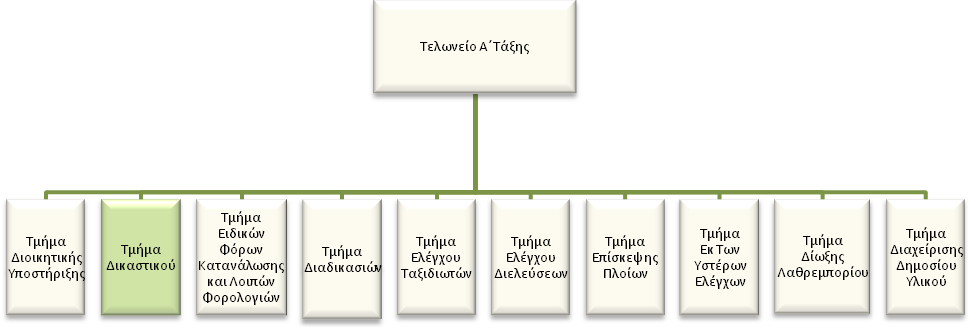 Τελωνείο Α΄Τάξης
Τμήμα
Διοικητικής
Υποστήριξης
Τμήμα
Δικαστικού
Τμήμα
Ειδικών
Φόρων
Κατανάλωσης
και Λοιπών
Φορολογιών
Τμήμα
Διαδικασιών
Τμήμα
Ελέγχου
Ταξιδιωτών
Τμήμα
Ελέγχου
Διελεύσεων
Τμήμα
Επίσκεψης
Πλοίων
Τμήμα
Εκ Των
Υστέρων
Ελέγχων
Τμήμα
Δίωξης
Λαθρεμπορίου
Τμήμα
Διαχείρισης
Δημοσίου
Υλικού